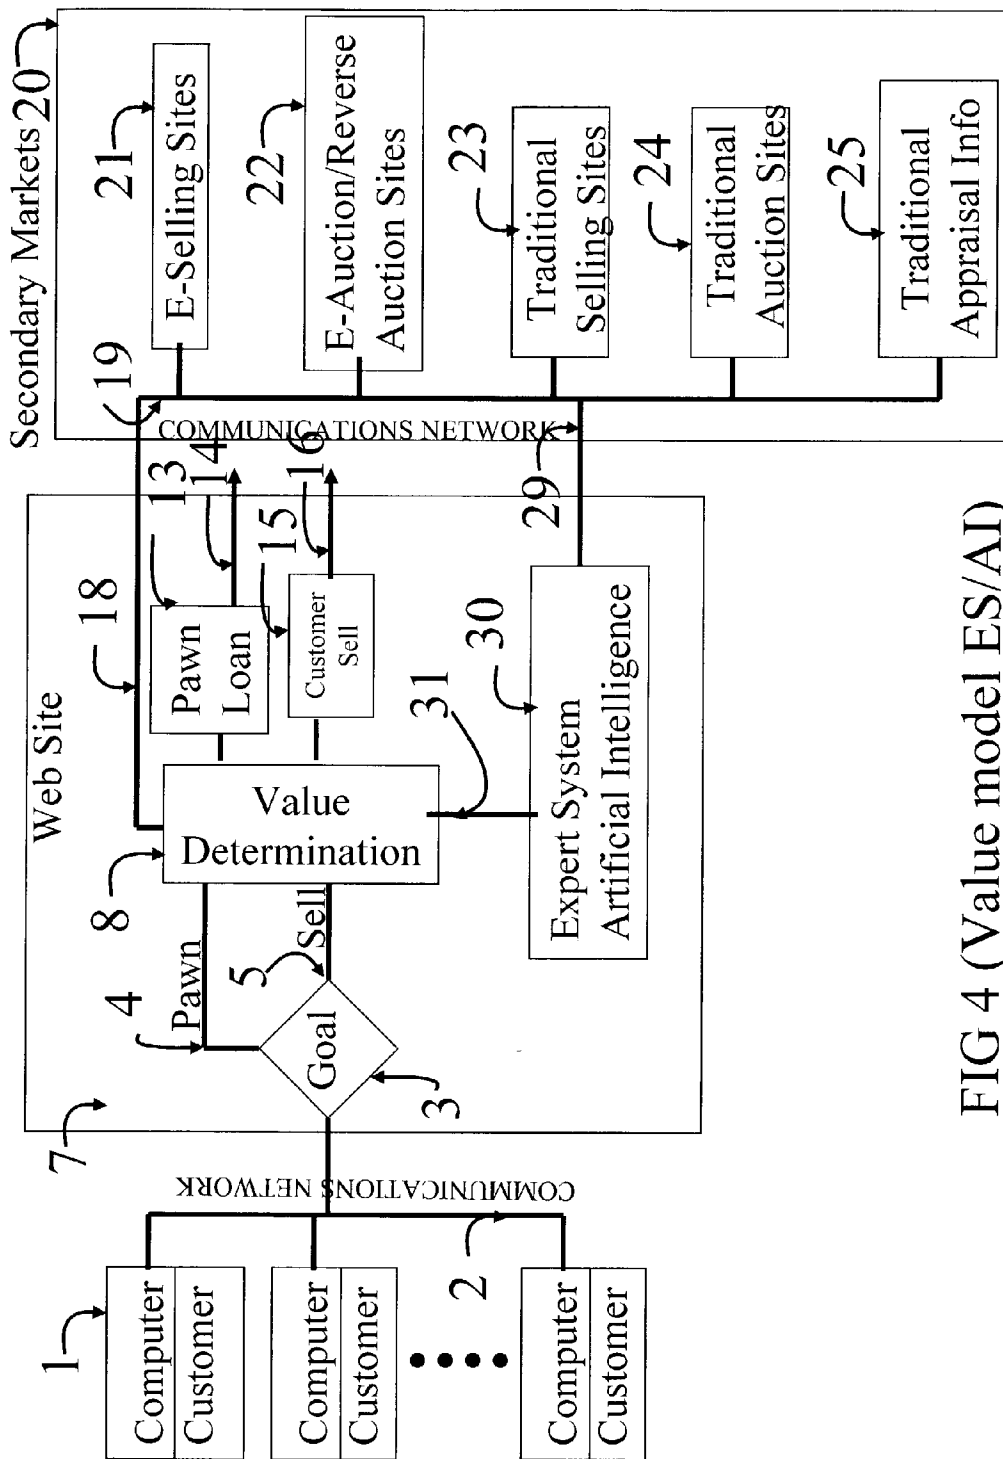 Secondary Markets
20
21
E-Selling Sites
22
E-Auction/Reverse
Auction Sites
23
Traditional
Selling Sites
24
Traditional
Auction Sites
25
Traditional
Appraisal Info
19
COMMUNICATIONS NETWORK
29
Web Site
18
13
14
Pawn
Loan
15
16
Customer
Sell
8
Value
Determination
31
30
Expert System
Artificial Intelligence
4
Pawn
5
Sell
Goal
3
7
COMMUNICATIONS NETWORK
2
1
Computer
Customer
Computer
Customer
Computer
Customer
FIG 4 (Value model ES/AI)